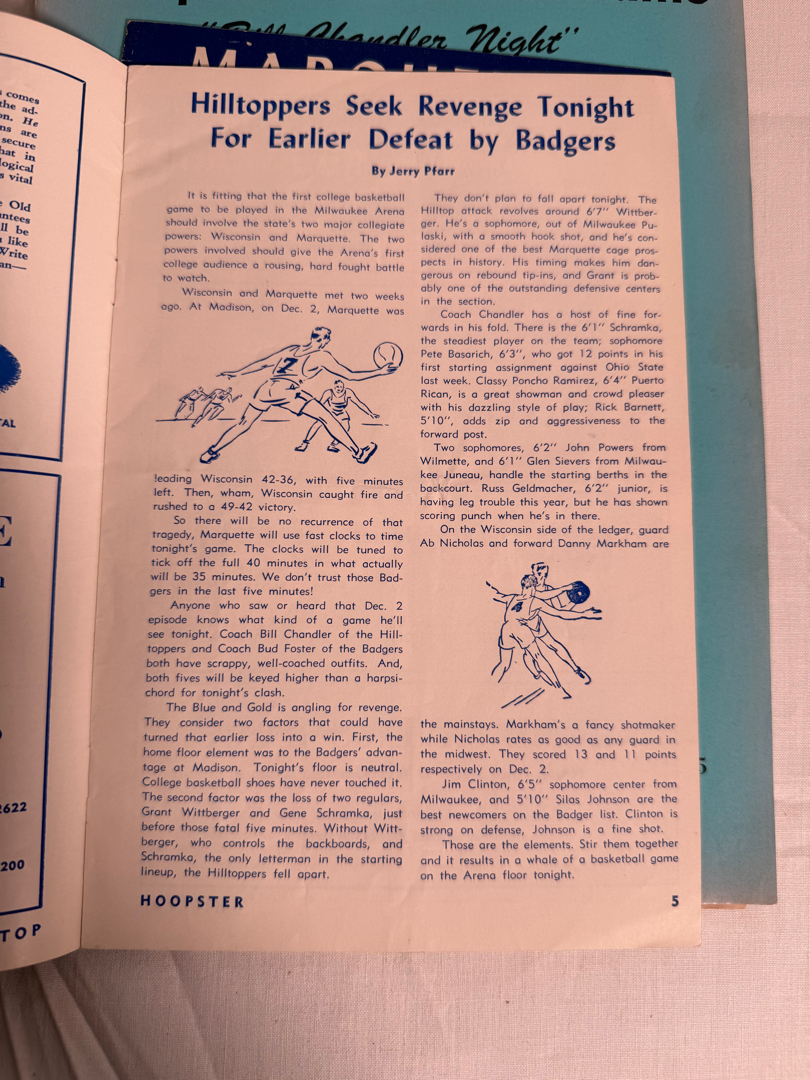 "Bill Chandler Night"
MARQUE
comes
the ad-
on. He
ns are
secure
hat in
logical
s vital
Old
untees
ll be
like
Write
an—
TAL
E
2622
200
TOP
Hilltoppers Seek Revenge Tonight
For Earlier Defeat by Badgers
By Jerry Pfarr
It is fitting that the first college basketball
game to be played in the Milwaukee Arena
should involve the state's two major collegiate
powers: Wisconsin and Marquette. The two
powers involved should give the Arena's first
college audience a rousing, hard fought battle
to watch.
Wisconsin and Marquette met two weeks
ago. At Madison, on Dec. 2, Marquette was
7
leading Wisconsin 42-36, with five minutes
left. Then, wham, Wisconsin caught fire and
rushed to a 49-42 victory.
So there will be no recurrence of that
tragedy, Marquette will use fast clocks to time
tonight's game. The clocks will be tuned to
tick off the full 40 minutes in what actually
will be 35 minutes. We don't trust those Bad-
gers in the last five minutes!
Anyone who saw or heard that Dec. 2
episode knows what kind of a game he'll
see tonight. Coach Bill Chandler of the Hill-
toppers and Coach Bud Foster of the Badgers
both have scrappy, well-coached outfits. And,
both fives will be keyed higher than a harpsi-
chord for tonight's clash.
The Blue and Gold is angling for revenge.
They consider two factors that could have
turned that earlier loss into a win. First, the
home floor element was to the Badgers' advan-
tage at Madison. Tonight's floor is neutral.
College basketball shoes have never touched it.
The second factor was the loss of two regulars,
Grant Wittberger and Gene Schramka, just
before those fatal five minutes. Without Witt-
berger, who controls the backboards, and
Schramka, the only letterman in the starting
lineup, the Hilltoppers fell apart.
They don't plan to fall apart tonight. The
Hilltop attack revolves around 6'7" Wittber-
ger. He's a sophomore, out of Milwaukee Pu-
laski, with a smooth hook shot, and he's con-
sidered one of the best Marquette cage pros-
pects in history. His timing makes him dan-
gerous on rebound tip-ins, and Grant is prob-
ably one of the outstanding defensive centers
in the section.
Coach Chandler has a host of fine for-
wards in his fold. There is the 6'1" Schramka,
the steadiest player on the team; sophomore
Pete Basarich, 6'3", who got 12 points in his
first starting assignment against Ohio State
last week. Classy Poncho Ramirez, 6'4" Puerto
Rican, is a great showman and crowd pleaser
with his dazzling style of play; Rick Barnett,
5'10", adds zip and aggressiveness to the
forward post.
Two sophomores, 6'2" John Powers from
Wilmette, and 6'1" Glen Sievers from Milwau-
kee Juneau, handle the starting berths in the
backcourt. Russ Geldmacher, 6'2" junior, is
having leg trouble this year, but he has shown
scoring punch when he's in there.
On the Wisconsin side of the ledger, guard
Ab Nicholas and forward Danny Markham are
the mainstays. Markham's a fancy shotmaker
while Nicholas rates as good as any guard in
the midwest. They scored 13 and 11 points
respectively on Dec. 2.
Jim Clinton, 6'5" sophomore center from
Milwaukee, and 5'10" Silas Johnson are the
best newcomers on the Badger list. Clinton is
strong on defense, Johnson is a fine shot.
Those are the elements. Stir them together
and it results in a whale of a basketball game
on the Arena floor tonight.
HOOPSTER
5
5